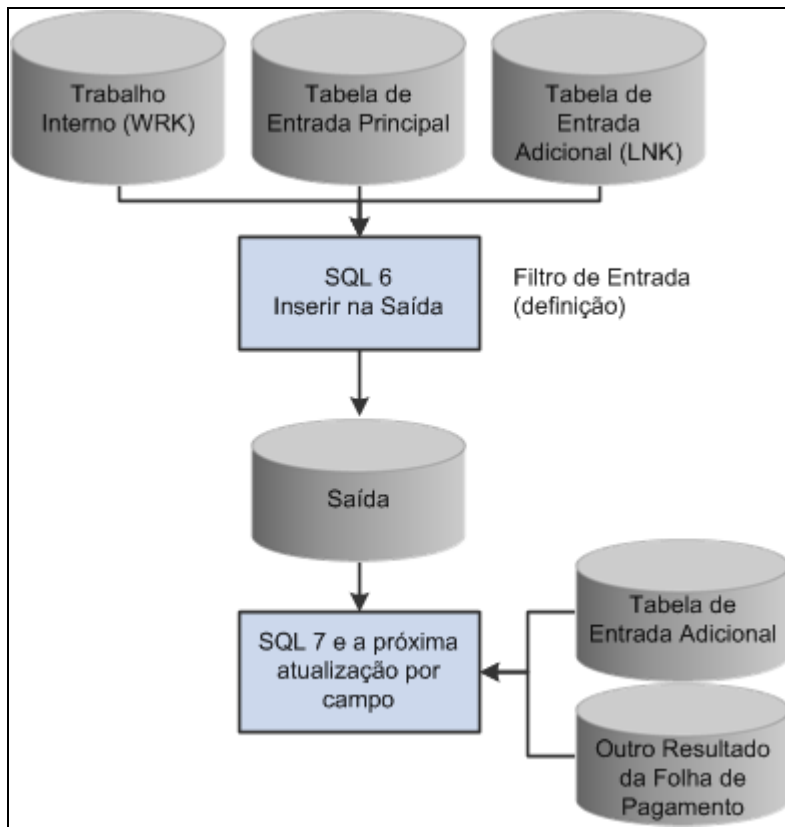 Trabalho
Interno (WRK)
Tabela de
Entrada Principal
Tabela de
Entrada
Adicional (LNK)
SQL 6
Inserir na Saída
Filtro de Entrada
(definição)
Saída
SQL 7 e a próxima
atualização por
campo
Tabela de
Entrada Adicional
Outro Resultado
da Folha de
Pagamento